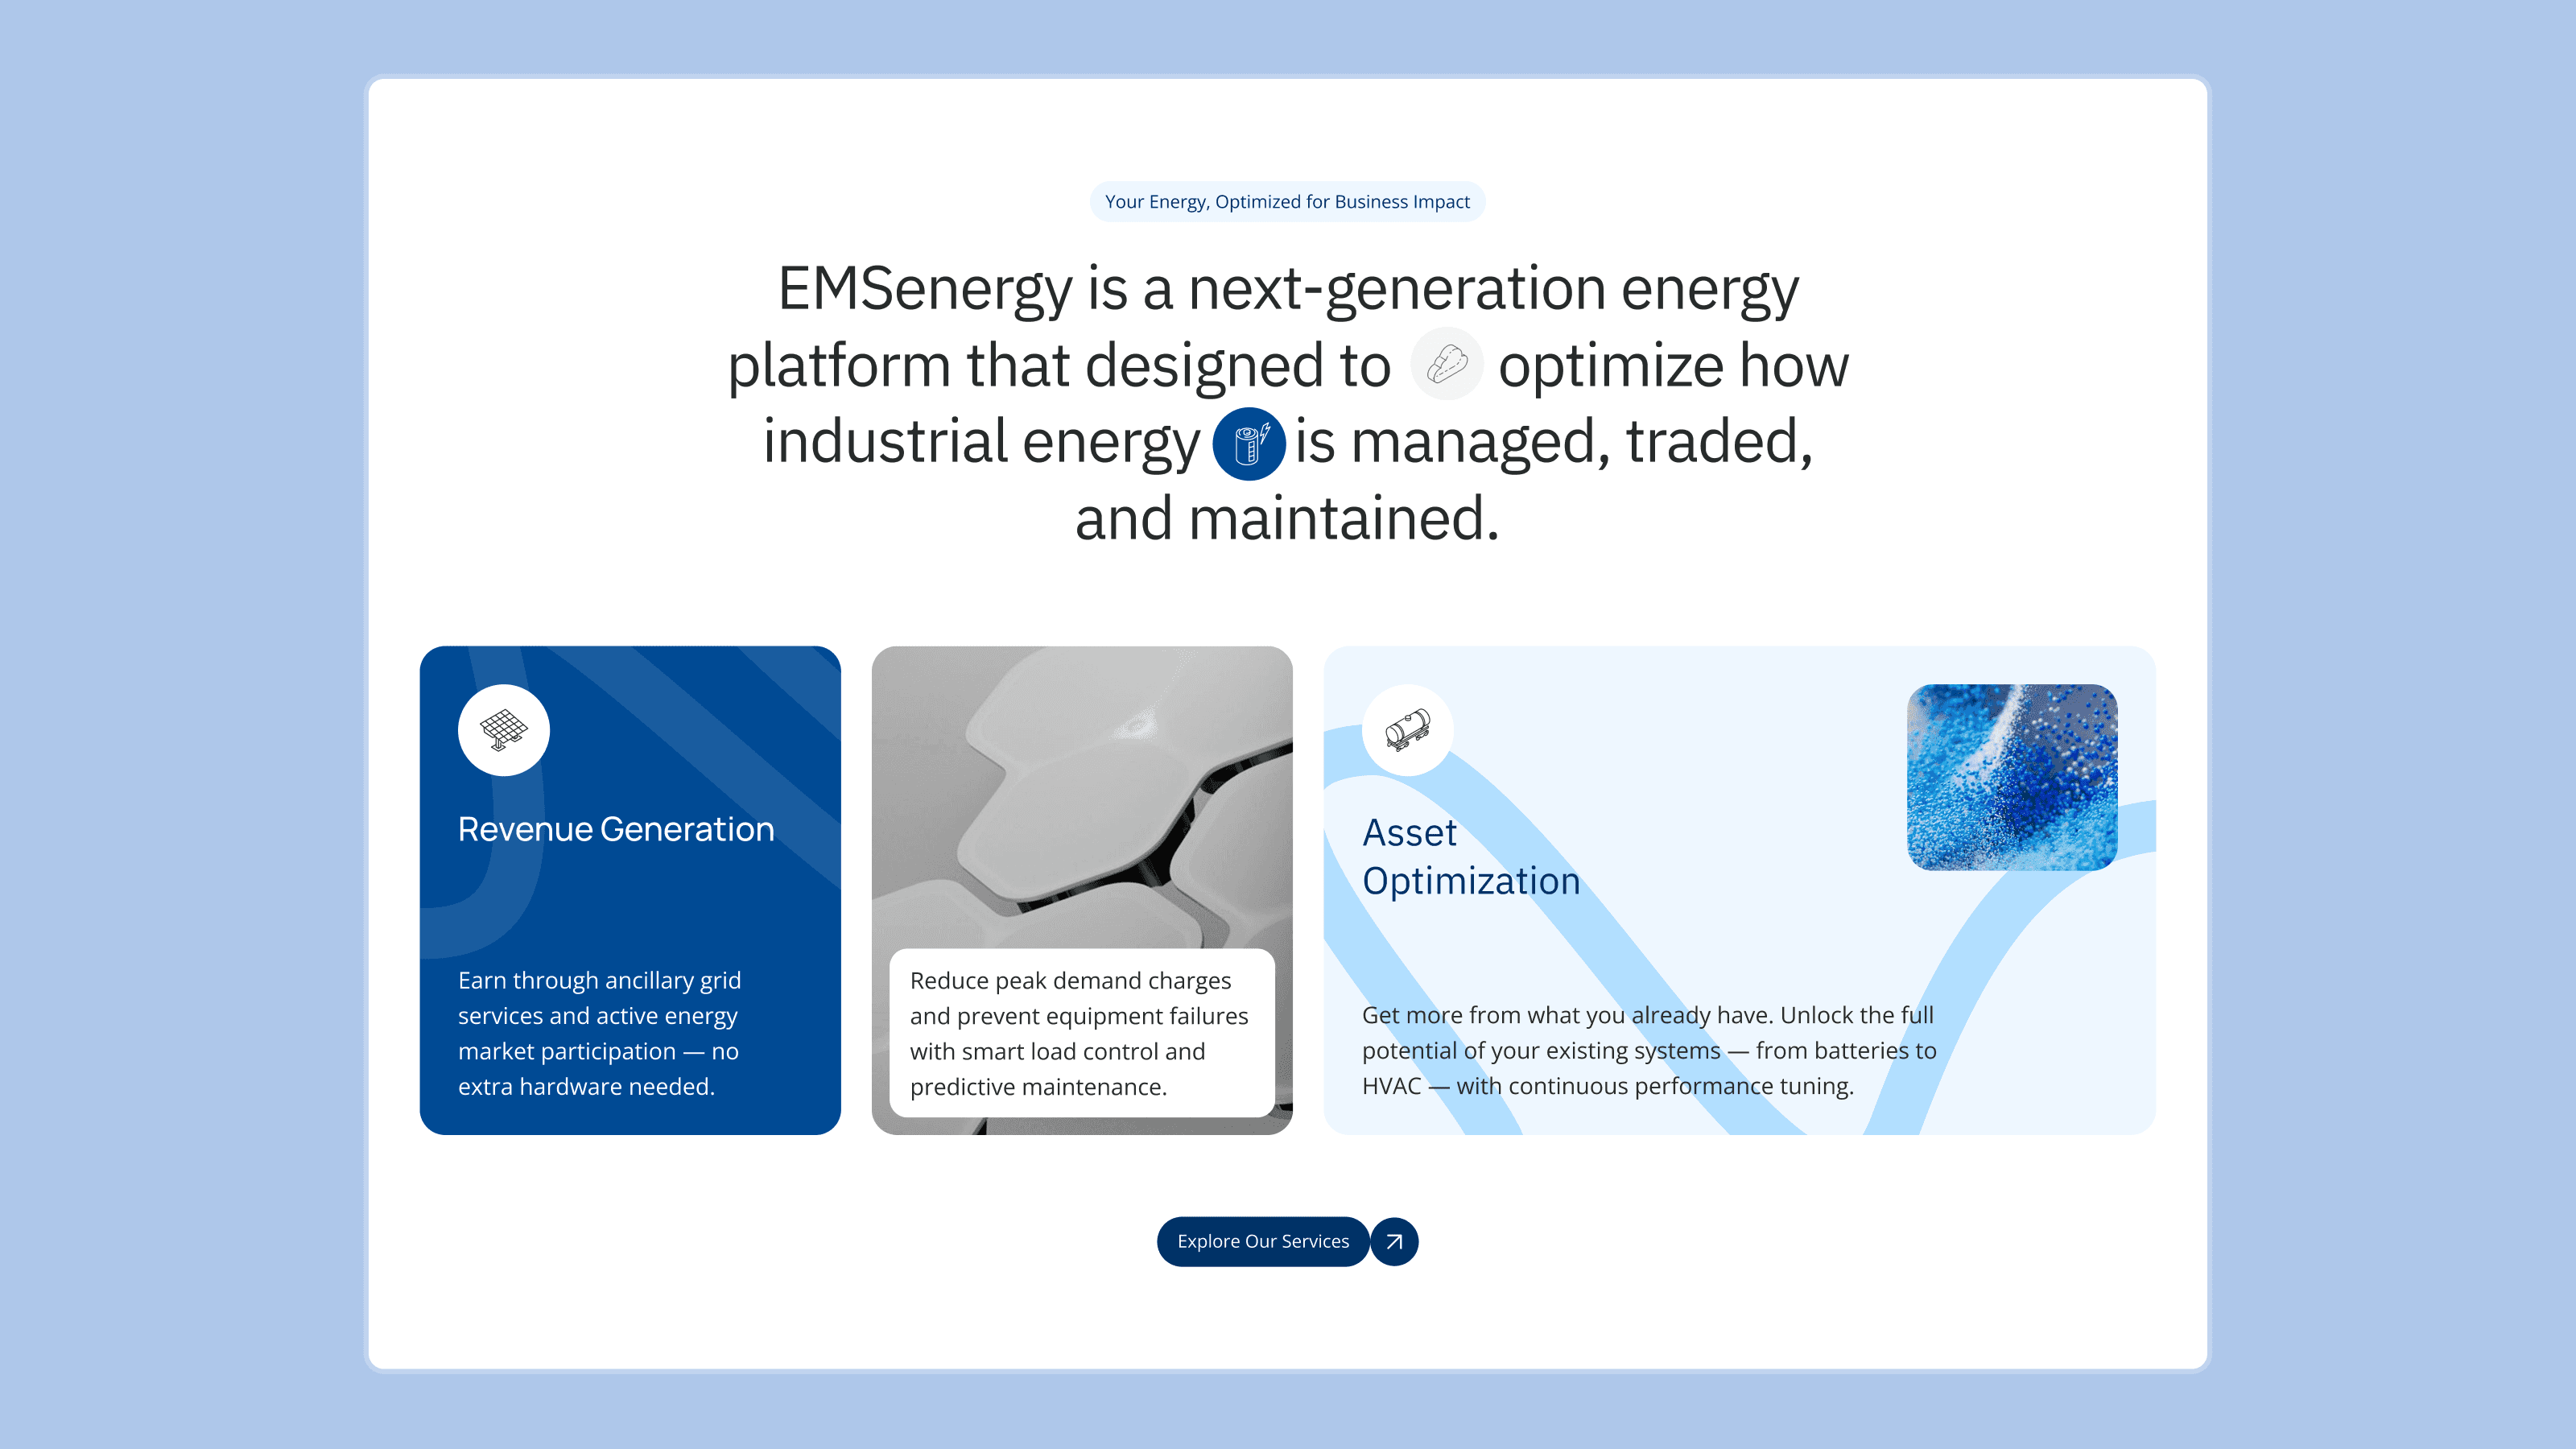 Your Energy, Optimized for Business Impact
EMSenergy is a next-generation energy
platform that designed to optimize how
industrial energy is managed, traded,
and maintained.
Revenue Generation
Earn through ancillary grid
services and active energy
market participation — no
extra hardware needed.
Reduce peak demand charges
and prevent equipment failures
with smart load control and
predictive maintenance.
Asset
Optimization
Get more from what you already have. Unlock the full
potential of your existing systems — from batteries to
HVAC — with continuous performance tuning.
Explore Our Services